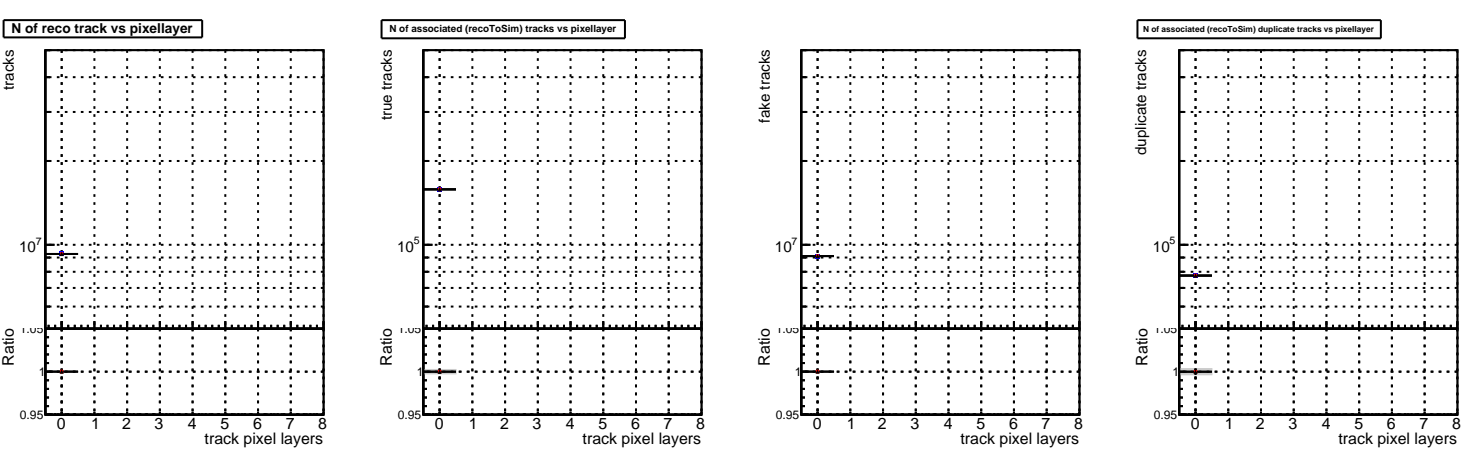 N of reco track vs pixellayer
tracks
10^7
1.05
Ratio
1
0.95
0 1 2 3 4 5 6 7 8
track pixel layers
N of associated (recoToSim) tracks vs pixellayer
true tracks
10^5
1.05
Ratio
1
0.95
0 1 2 3 4 5 6 7 8
track pixel layers
fake tracks
10^7
1.05
Ratio
1
0.95
0 1 2 3 4 5 6 7 8
track pixel layers
N of associated (recoToSim) duplicate tracks vs pixellayer
duplicate tracks
10^5
1.05
Ratio
1
0.95
0 1 2 3 4 5 6 7 8
track pixel layers